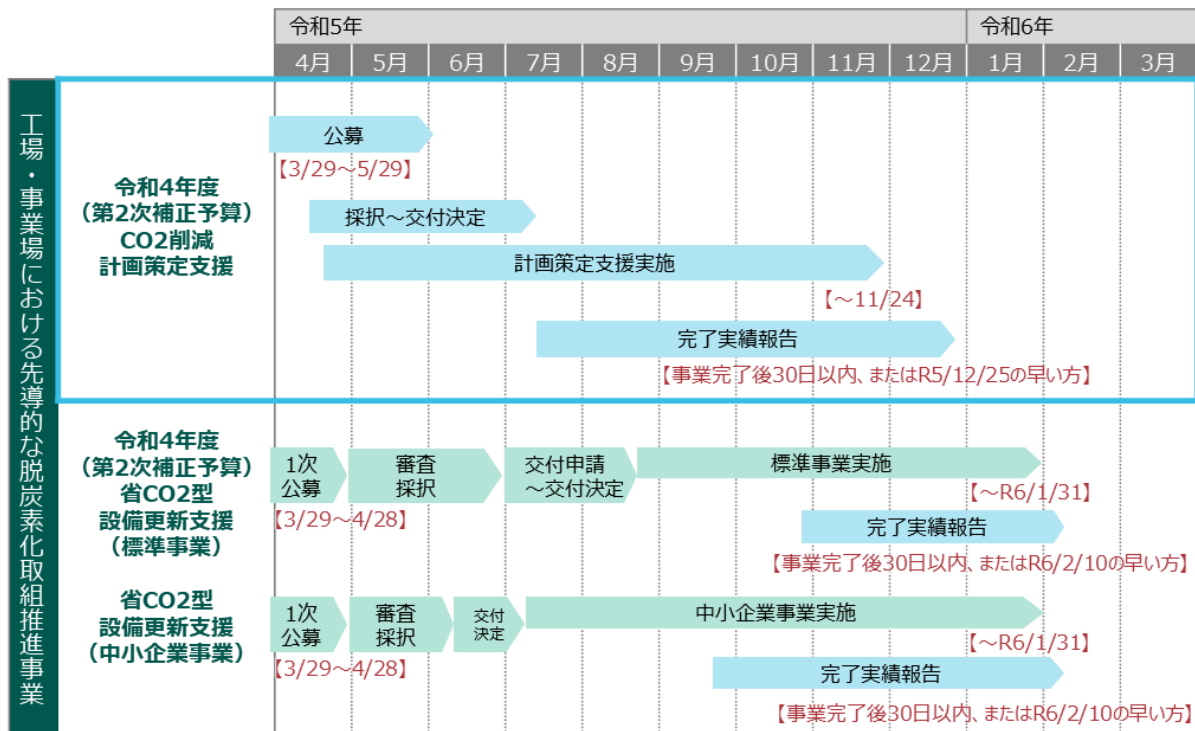 令和5年
令和6年
4月
5月
6月
7月
8月
9月
10月
11月
12月
1月
2月
3月
工場・事業場における先導的な脱炭素化取組推進事業
令和4年度
（第2次補正予算）
CO2削減
計画策定支援
公募
【3/29～5/29】
採択～交付決定
計画策定支援実施
【～11/24】
完了実績報告
【事業完了後30日以内、またはR5/12/25の早い方】
令和4年度
（第2次補正予算）
省CO2型
設備更新支援
（標準事業）
1次
公募
審査
採択
交付申請
～交付決定
標準事業実施
【3/29～4/28】
【～R6/1/31】
完了実績報告
【事業完了後30日以内、またはR6/2/10の早い方】
省CO2型
設備更新支援
（中小企業事業）
1次
公募
審査
採択
交付
決定
中小企業事業実施
【3/29～4/28】
【～R6/1/31】
完了実績報告
【事業完了後30日以内、またはR6/2/10の早い方】